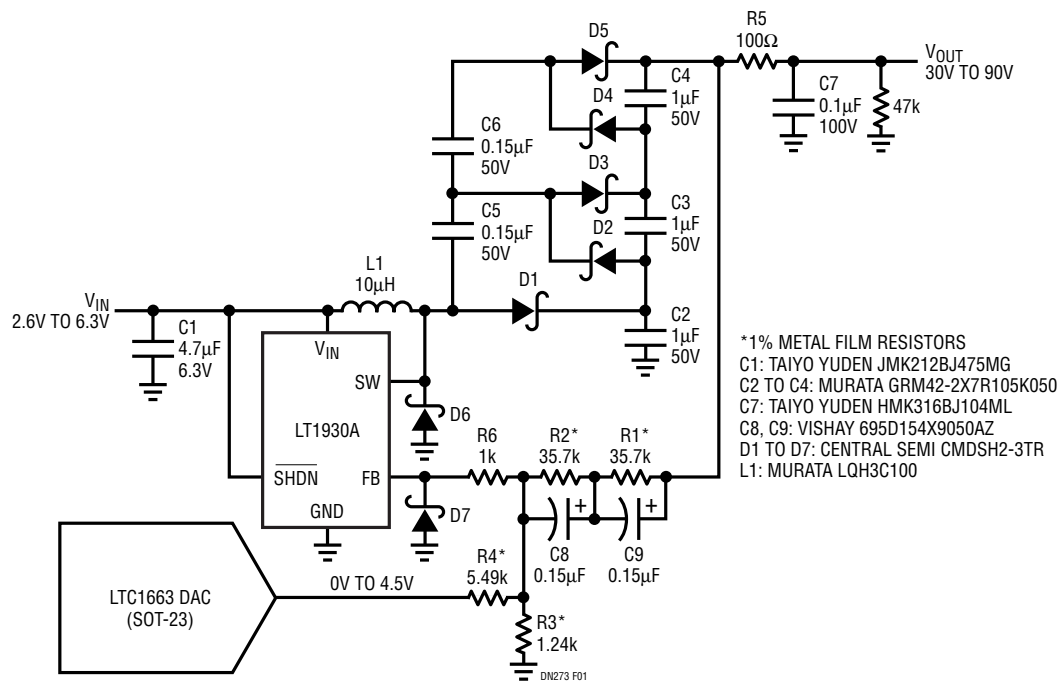 D5
R5
100Ω
VOUT
30V TO 90V
C4
1µF
50V
D4
C7
0.1µF
100V
47k
C6
0.15µF
50V
D3
C5
0.15µF
50V
C3
1µF
50V
D2
L1
10µH
D1
VIN
2.6V TO 6.3V
C1
4.7µF
6.3V
C2
1µF
50V
VIN
SW
LT1930A
SHDN
FB
GND
D6
D7
R6
1k
R2*
35.7k
R1*
35.7k
+
+
C8
0.15µF
C9
0.15µF
*1% METAL FILM RESISTORS
C1: TAIYO YUDEN JMK212BJ475MG
C2 TO C4: MURATA GRM42-2X7R105K050
C7: TAIYO YUDEN HMK316BJ104ML
C8, C9: VISHAY 695D154X9050AZ
D1 TO D7: CENTRAL SEMI CMDSH2-3TR
L1: MURATA LQH3C100
LTC1663 DAC
(SOT-23)
0V TO 4.5V
R4*
5.49k
R3*
1.24k
DN273 F01